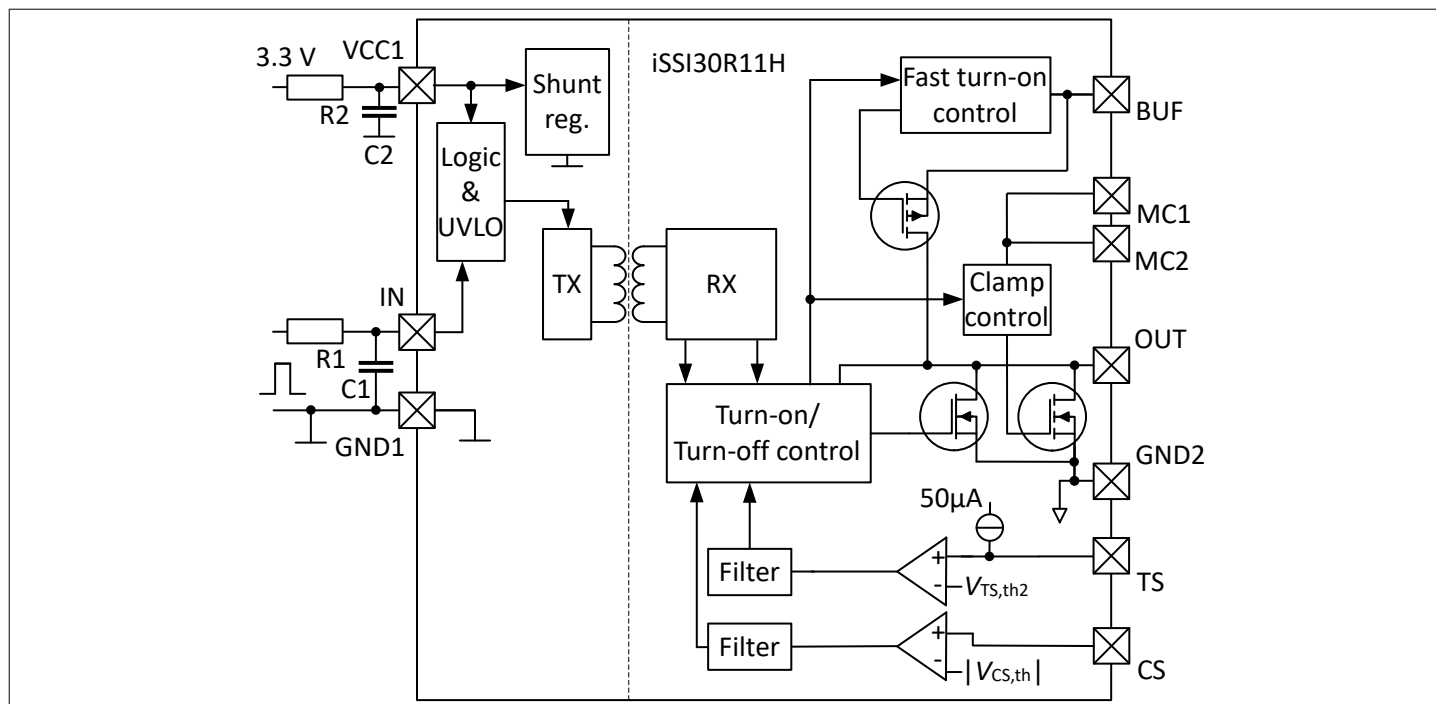 3.3 V
VCC1
R2
C2
Shunt
reg.
iSSI30R11H
Fast turn-on
control
BUF
Logic
&
UVLO
MC1
MC2
TX
RX
Clamp
control
IN
R1
C1
GND1
OUT
Turn-on/
Turn-off control
GND2
50µA
Filter
+
-
VTS,th2
TS
Filter
+
-
|VCS,th|
CS